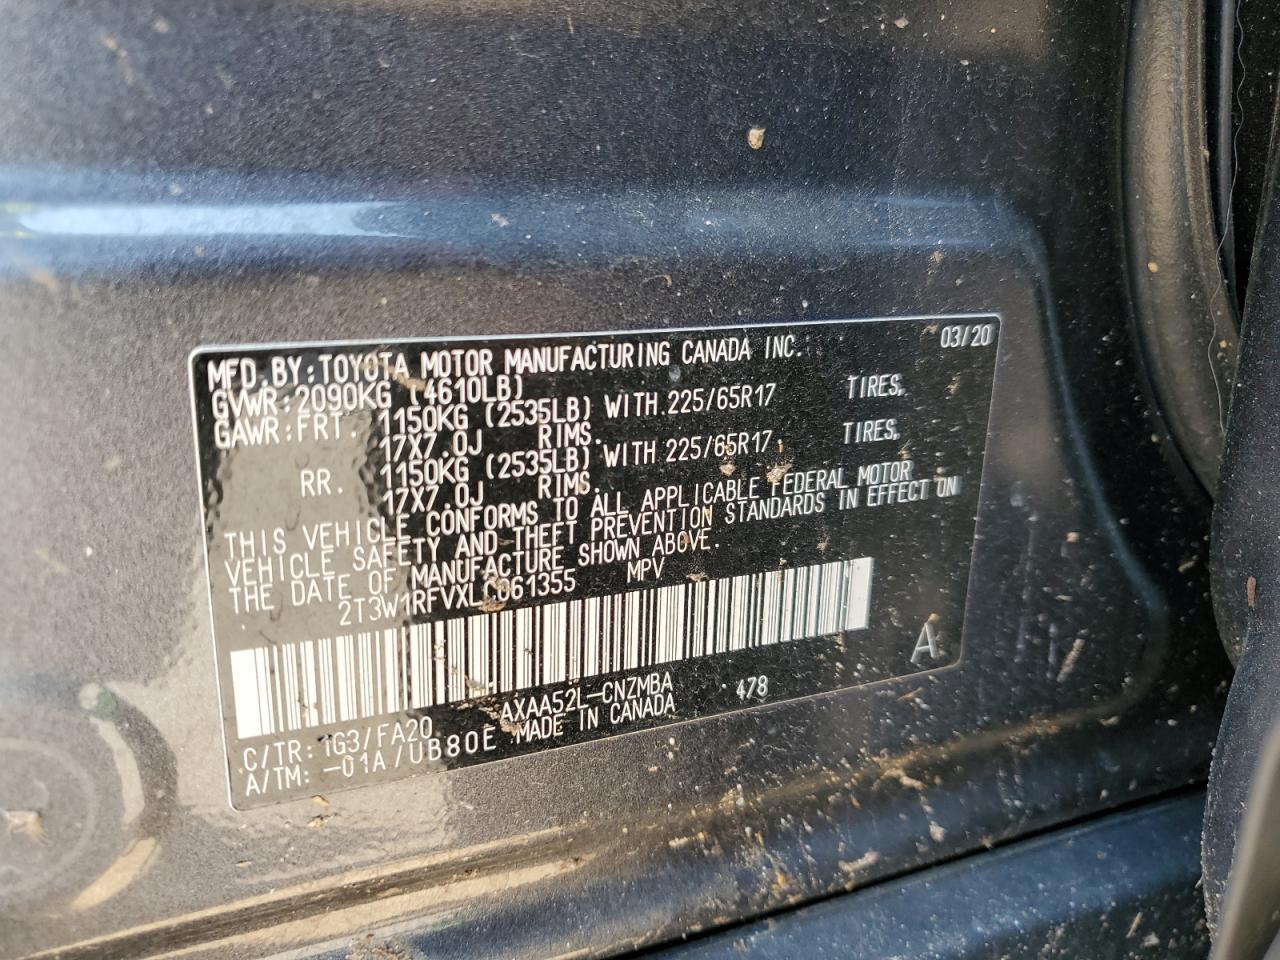 MFD.BY:TOYOTA MOTOR MANUFACTURING CANADA INC. 03/20
GVWR:2090KG (4610LB)
GAWR:FRT. 1150KG (2535LB) WITH 225/65R17 TIRES,
17X7.0J RIMS.
RR. 1150KG (2535LB) WITH 225/65R17 TIRES,
17X7.0J RIMS.
THIS VEHICLE CONFORMS TO ALL APPLICABLE FEDERAL MOTOR
VEHICLE SAFETY AND THEFT PREVENTION STANDARDS IN EFFECT ON
THE DATE OF MANUFACTURE SHOWN ABOVE.
2T3W1RFVXLC061355 MPV
A
AXAA52L-CNZMBA 478
C/TR: 1G3/FA20 MADE IN CANADA
A/TM: -01A/UB80E